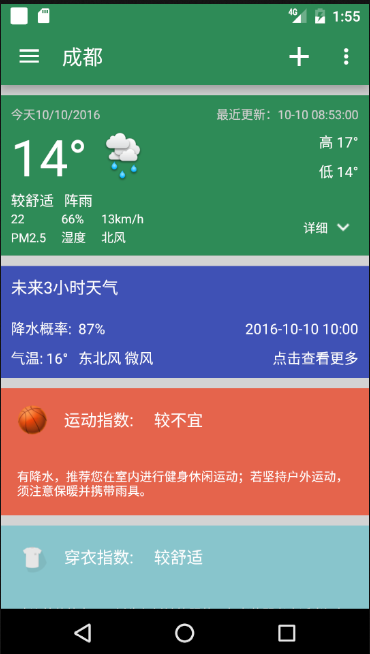 4G 1:55
成都
今天10/10/2016 最近更新：10-10 08:53:00
14° 高 17°
低 14°
较舒适 阵雨
22 66% 13km/h
PM2.5 湿度 北风 详细
未来3小时天气
降水概率: 87% 2016-10-10 10:00
气温: 16° 东北风 微风 点击查看更多
运动指数: 较不宜
有降水，推荐您在室内进行健身休闲运动；若坚持户外运动，
须注意保暖并携带雨具。
穿衣指数: 较舒适